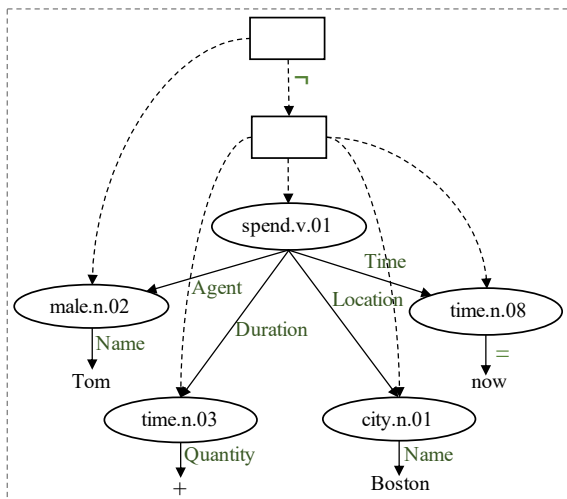 ¬
spend.v.01
Time
Agent
Location
male.n.02
time.n.08
Duration
Name
=
Tom
now
time.n.03
city.n.01
Quantity
Name
+
Boston